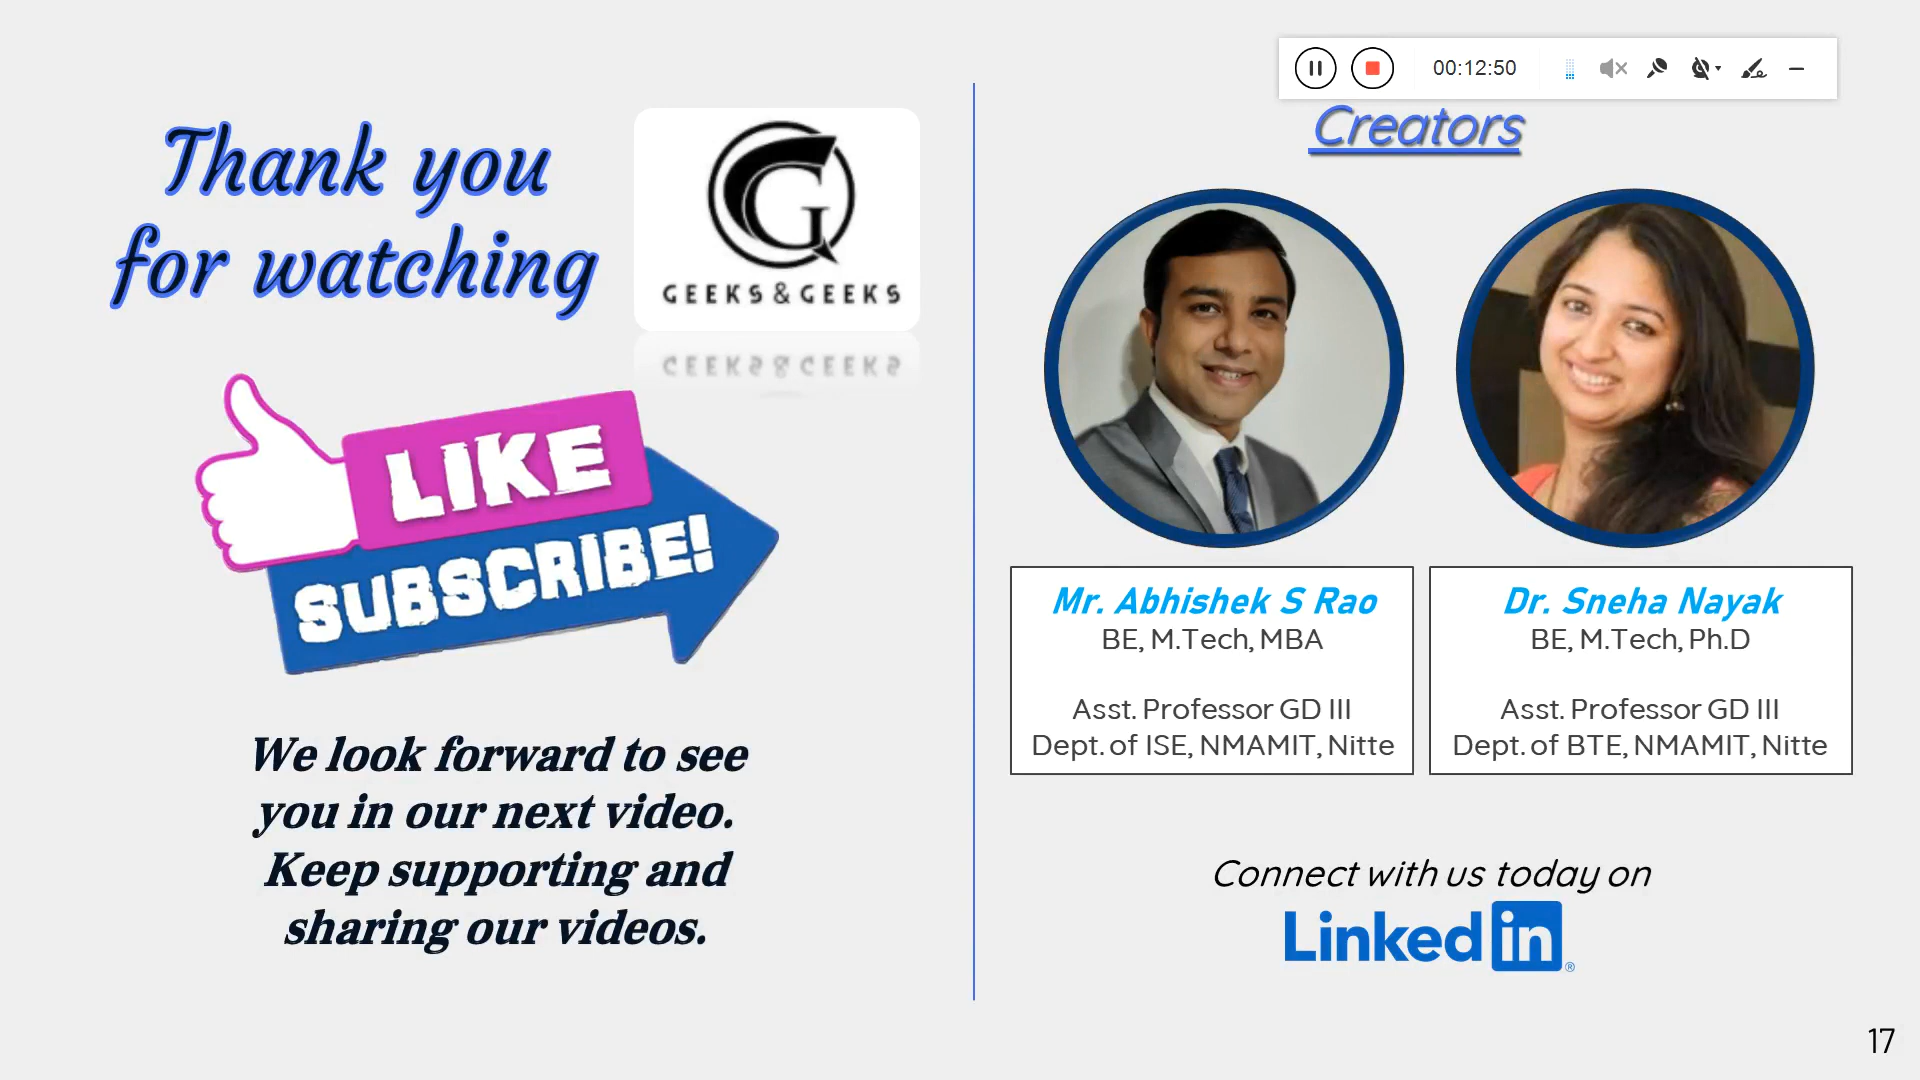 Thank you
for watching
GEEKS & GEEKS
LIKE
SUBSCRIBE!
We look forward to see
you in our next video.
Keep supporting and
sharing our videos.
00:12:50
Creators
Mr. Abhishek S Rao
BE, M.Tech, MBA
Asst. Professor GD III
Dept. of ISE, NMAMIT, Nitte
Dr. Sneha Nayak
BE, M.Tech, Ph.D
Asst. Professor GD III
Dept. of BTE, NMAMIT, Nitte
Connect with us today on
Linked in®
17